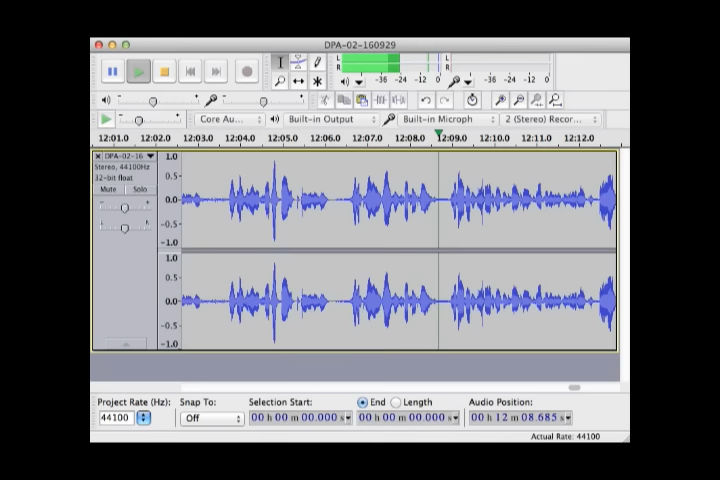 DPA-02-160929
L
R
-36 -24 -12 0
L
R
-36 -24 -12 0
- +
- +
Core Au...
Built-in Output
Built-in Microph
2 (Stereo) Recor...
12:01.0 12:02.0 12:03.0 12:04.0 12:05.0 12:06.0 12:07.0 12:08.0 12:09.0 12:10.0 12:11.0 12:12.0
DPA-02-16
Stereo, 44100Hz
32-bit float
Mute Solo
- +
L R
1.0
0.5
0.0
-0.5
-1.0
1.0
0.5
0.0
-0.5
-1.0
Project Rate (Hz): Snap To: Selection Start: End Length Audio Position:
44100 Off 00 h 00 m 00.000 s 00 h 00 m 00.000 s 00 h 12 m 08.685 s
Actual Rate: 44100